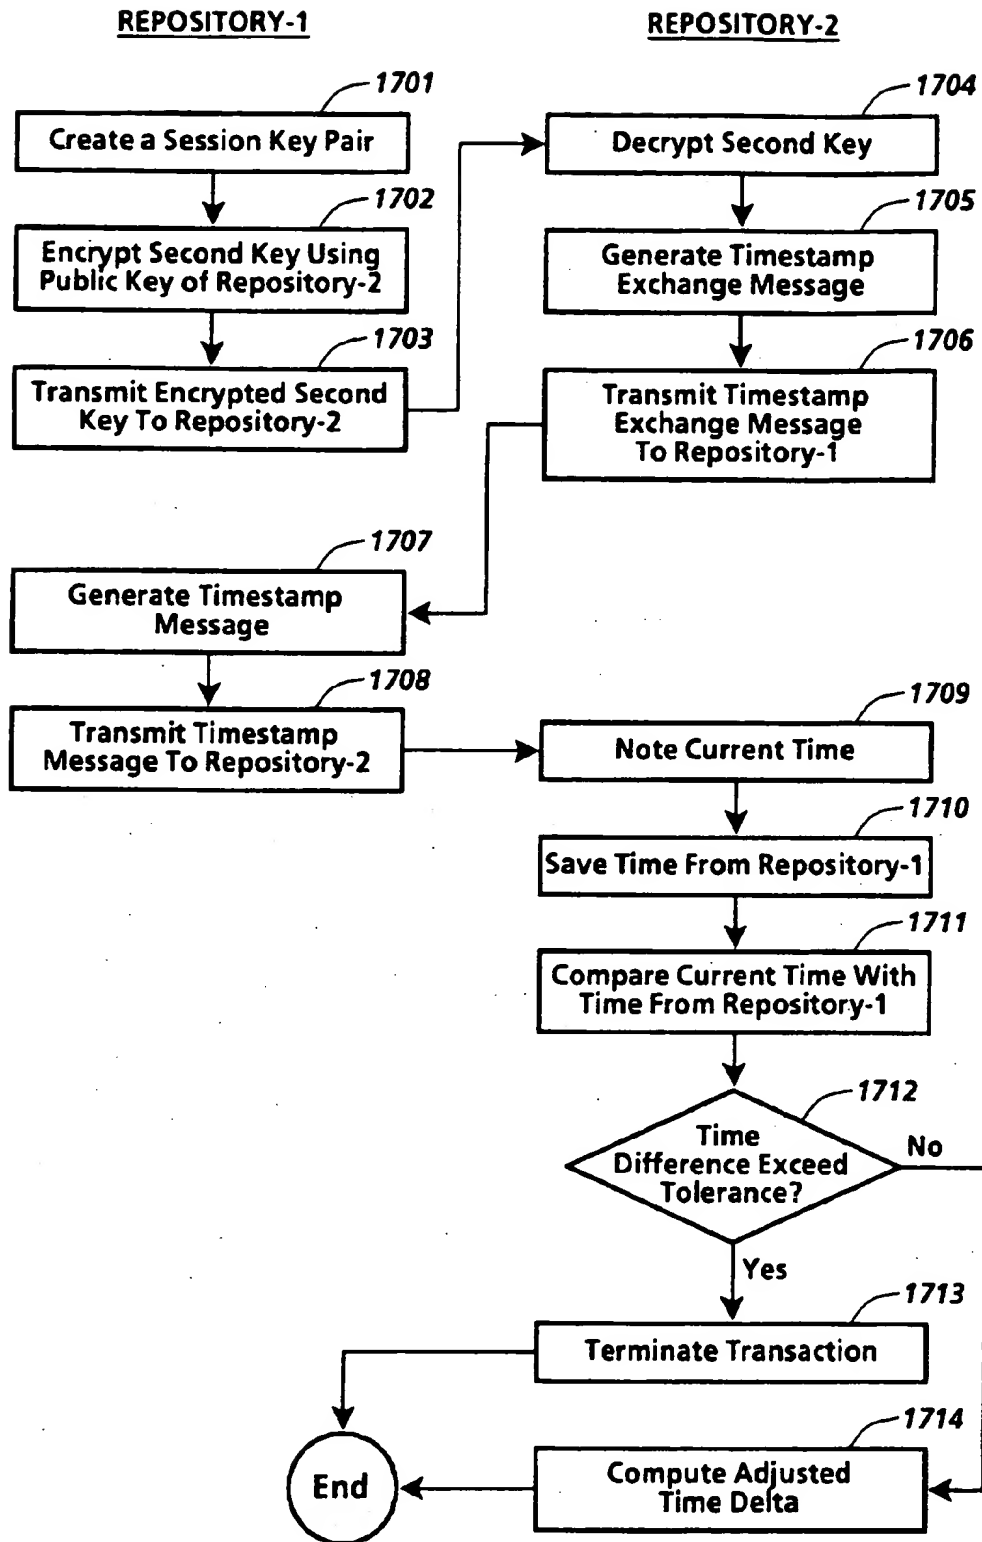 REPOSITORY-1
REPOSITORY-2
1701
Create a Session Key Pair
1702
Encrypt Second Key Using
Public Key of Repository-2
1703
Transmit Encrypted Second
Key To Repository-2
1704
Decrypt Second Key
1705
Generate Timestamp
Exchange Message
1706
Transmit Timestamp
Exchange Message
To Repository-1
1707
Generate Timestamp
Message
1708
Transmit Timestamp
Message To Repository-2
1709
Note Current Time
1710
Save Time From Repository-1
1711
Compare Current Time With
Time From Repository-1
1712
Time
Difference Exceed
Tolerance?
No
Yes
1713
Terminate Transaction
1714
Compute Adjusted
Time Delta
End